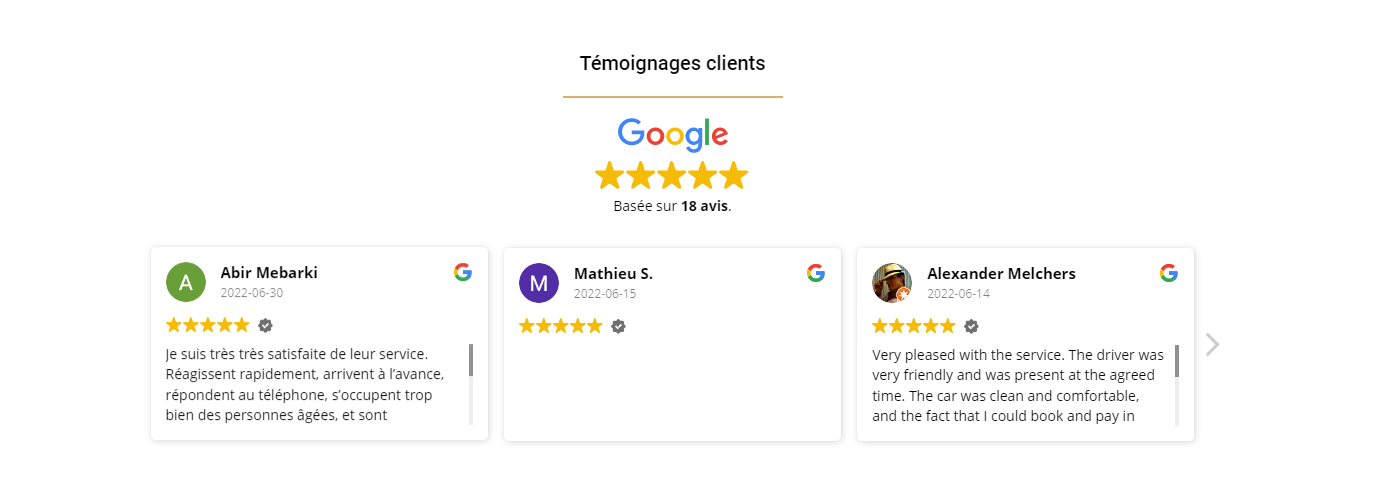 Témoignages clients
Google
Basée sur 18 avis.
A
Abir Mebarki
2022-06-30
Je suis très très satisfaite de leur service.
Réagissent rapidement, arrivent à l’avance,
répondent au téléphone, s’occupent trop
bien des personnes âgées, et sont
M
Mathieu S.
2022-06-15
Alexander Melchers
2022-06-14
Very pleased with the service. The driver was
very friendly and was present at the agreed
time. The car was clean and comfortable,
and the fact that I could book and pay in